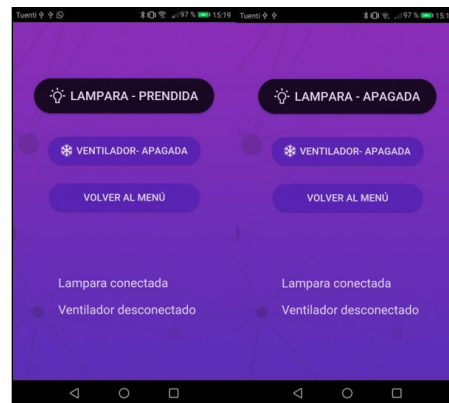 Tuenti 97 % 15:19
LAMPARA - PRENDIDA
VENTILADOR- APAGADA
VOLVER AL MENÚ
Lampara conectada
Ventilador desconectado
Tuenti 97 %
LAMPARA - APAGADA
VENTILADOR- APAGADA
VOLVER AL MENÚ
Lampara conectada
Ventilador desconectado